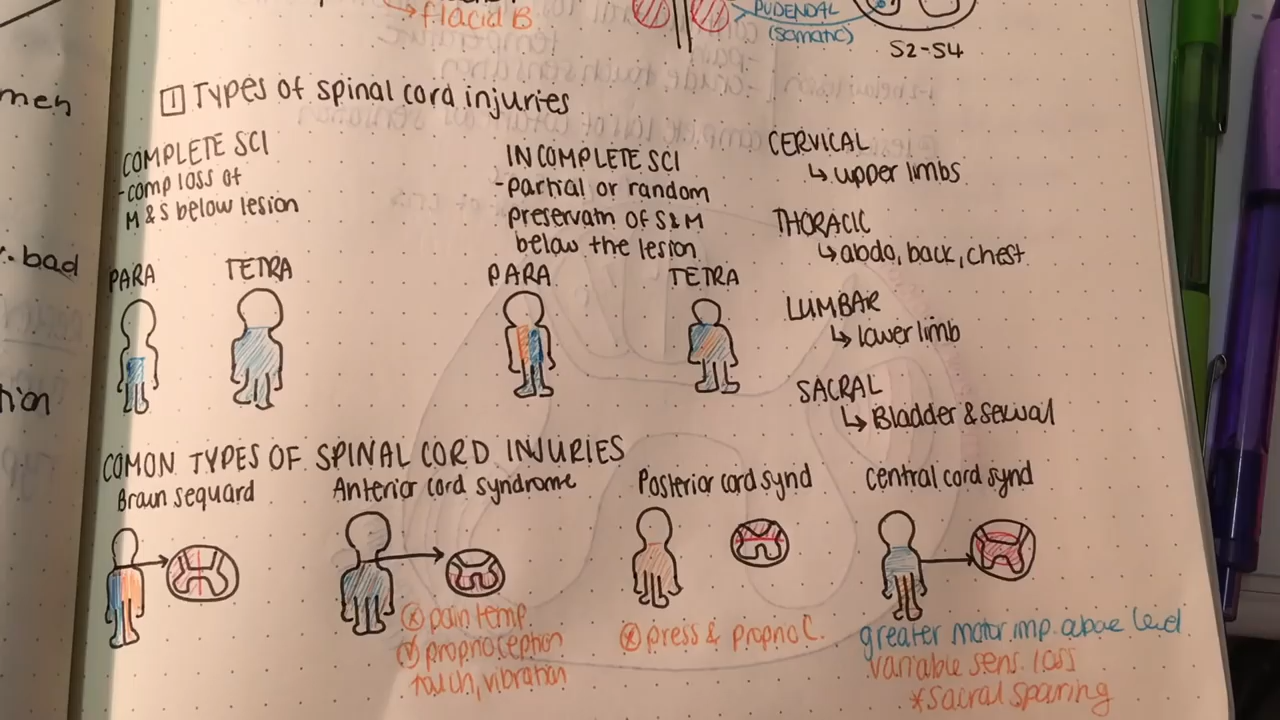 flacid B
PUDENDAL
(somatic)
S2-S4
men
bad
1 Types of spinal cord injuries
COMPLETE SCI
-comp loss of
M & S below lesion
PARA
TETRA
INCOMPLETE SCI
-partial or random
preservatn of S&M
below the lesion
PARA
TETRA
CERVICAL
↳ upper limbs
THORACIC
↳ abdo, back, chest
LUMBAR
↳ lower limb
SACRAL
↳ Bladder & sexual
COMON TYPES OF SPINAL CORD INJURIES
Braun sequard
Anterior cord syndrome
pain temp.
proprioception
touch, vibration
Posterior cord synd
press & proprioC.
central cord synd
greater motor imp. above level
variable sens. loss
*sacral sparing